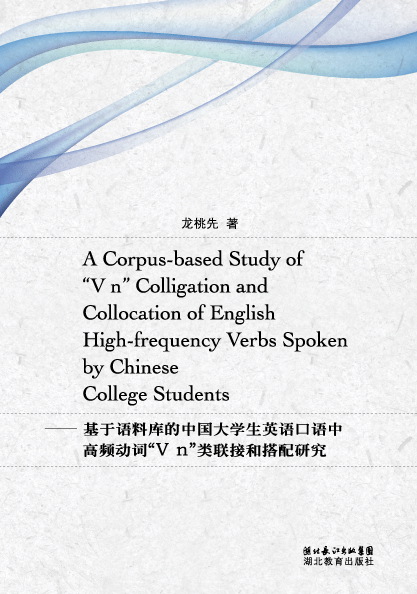 龙桃先 著
A Corpus-based Study of
“V n” Colligation and
Collocation of English
High-frequency Verbs Spoken
by Chinese
College Students
——基于语料库的中国大学生英语口语中
高频动词“V n”类联接和搭配研究
湖北长江出版集团
湖北教育出版社